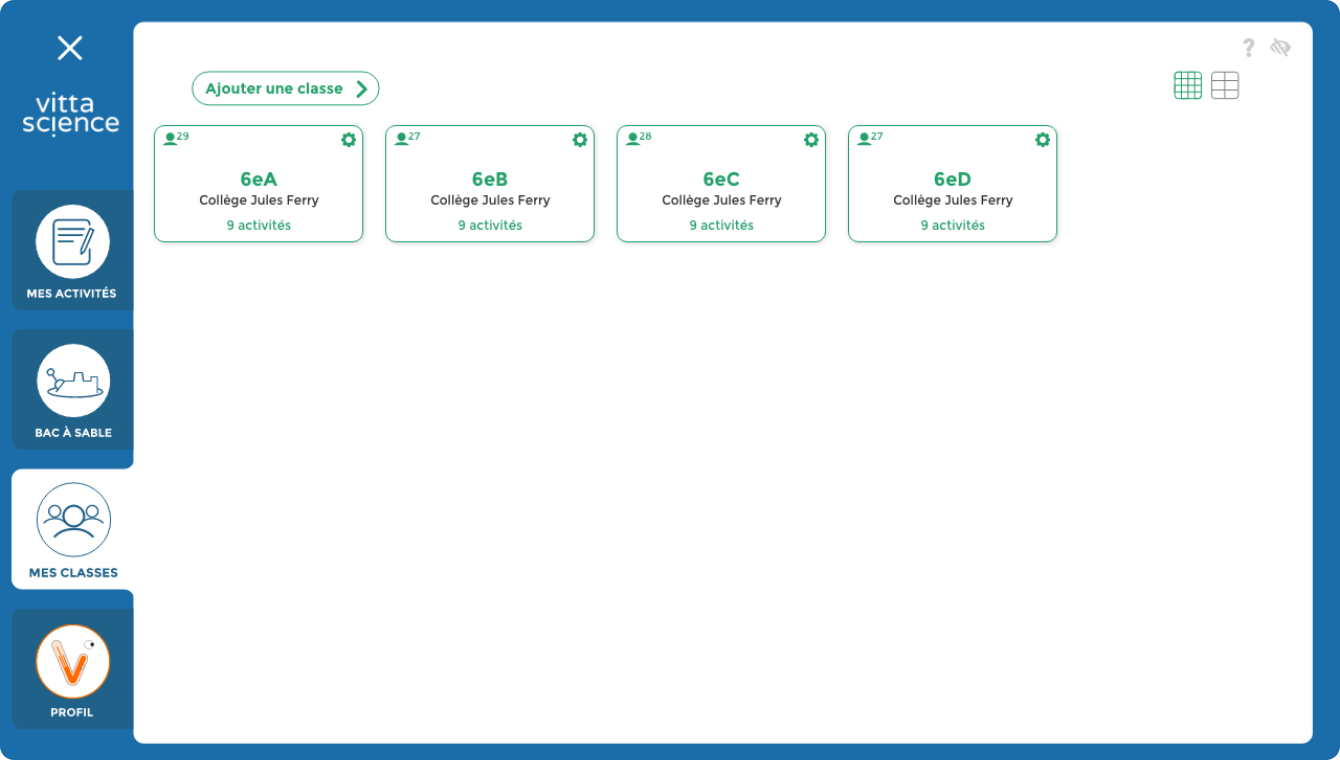 vitta
science
MES ACTIVITÉS
BAC À SABLE
MES CLASSES
PROFIL
?
Ajouter une classe
29
6eA
Collège Jules Ferry
9 activités
27
6eB
Collège Jules Ferry
9 activités
28
6eC
Collège Jules Ferry
9 activités
27
6eD
Collège Jules Ferry
9 activités